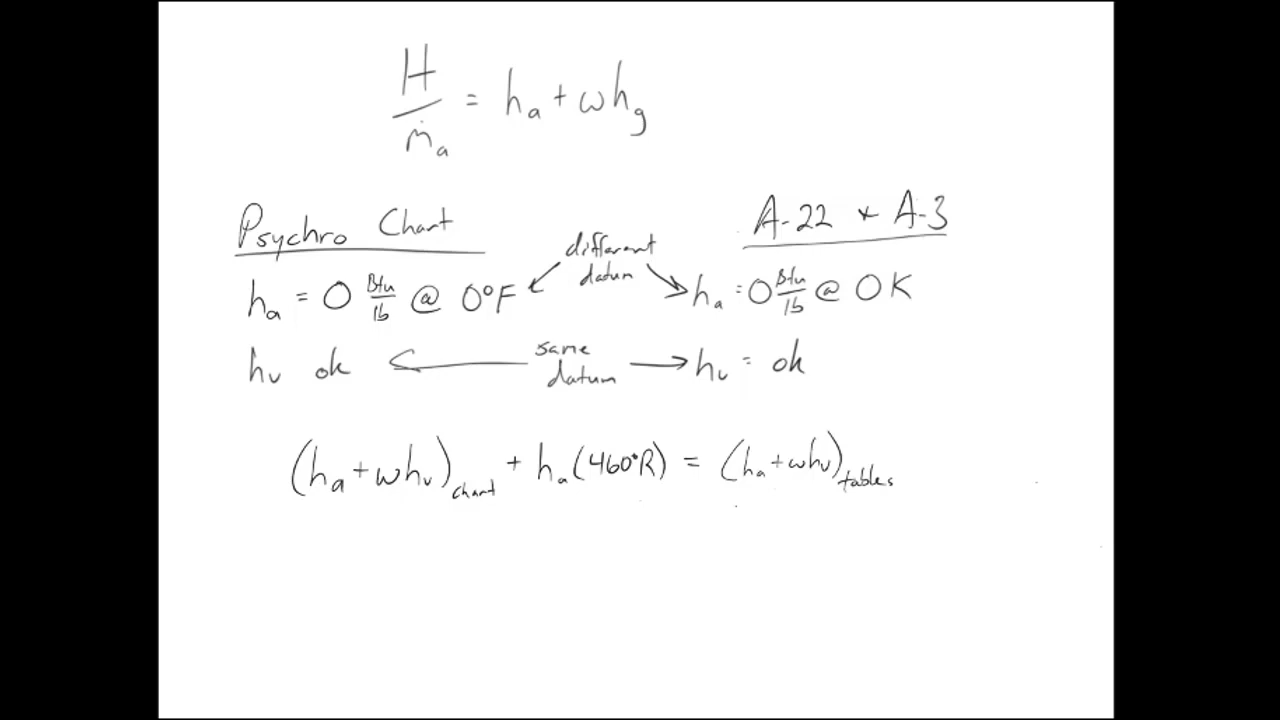 H/ṁa = ha + ωhg
Psychro Chart
A-22 + A-3
different datum
ha = 0 Btu/lb @ 0°F
ha = 0 Btu/lb @ 0K
hv ok
same datum
hv = ok
(ha + ωhv)chart + ha(460°R) = (ha + ωhv)tables